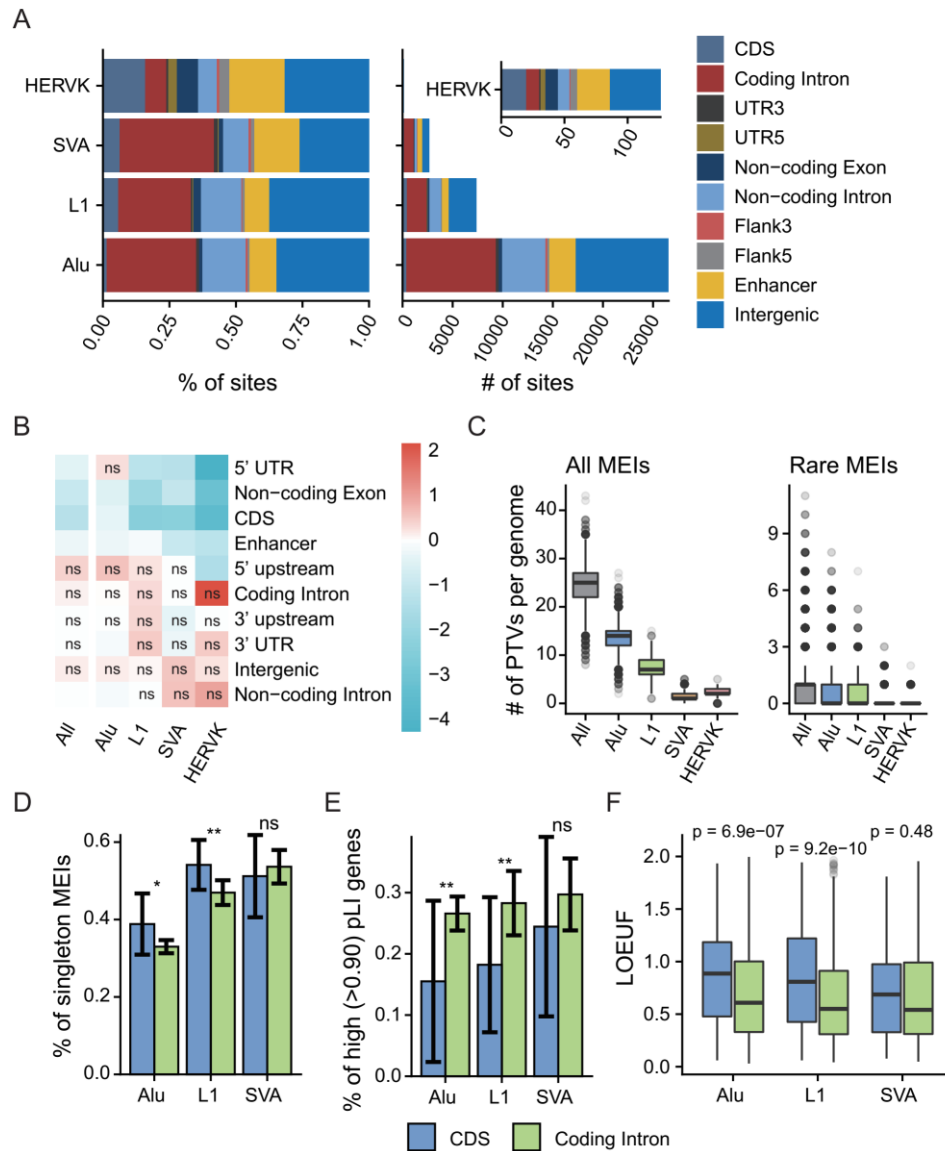 A
HERVK
SVA
L1
Alu
0.00
0.25
0.50
0.75
1.00
% of sites
HERVK
0
50
100
0
5000
10000
15000
20000
25000
# of sites
CDS
Coding Intron
UTR3
UTR5
Non-coding Exon
Non-coding Intron
Flank3
Flank5
Enhancer
Intergenic
B
ns
5' UTR
Non-coding Exon
CDS
Enhancer
ns ns ns ns
5' upstream
ns ns ns ns
Coding Intron
ns ns ns ns ns
3' upstream
ns ns ns ns
3' UTR
ns ns ns ns ns
Intergenic
ns ns ns
Non-coding Intron
All
Alu
L1
SVA
HERVK
2
1
0
−1
−2
−3
−4
C
All MEIs
Rare MEIs
# of PTVs per genome
40
30
20
10
0
All
Alu
L1
SVA
HERVK
9
6
3
0
All
Alu
L1
SVA
HERVK
D
% of singleton MEIs
0.6
0.4
0.2
0.0
*
**
ns
Alu
L1
SVA
E
% of high (>0.90) pLI genes
0.3
0.2
0.1
0.0
**
**
ns
Alu
L1
SVA
CDS
Coding Intron
F
LOEUF
2.0
1.5
1.0
0.5
0.0
p = 6.9e−07
p = 9.2e−10
p = 0.48
Alu
L1
SVA